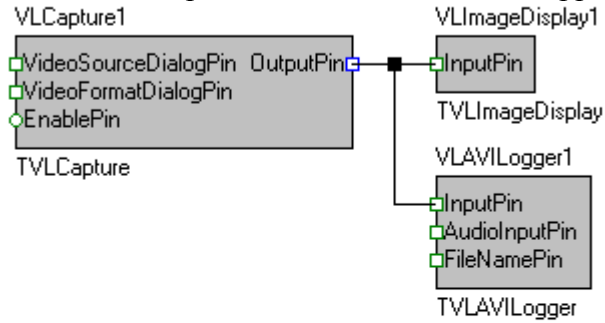 VLCapture1
VideoSourceDialogPin OutputPin
VideoFormatDialogPin
EnablePin
TVLCapture
VLImageDisplay1
InputPin
TVLImageDisplay
VLAVILogger1
InputPin
AudioInputPin
FileNamePin
TVLAVILogger